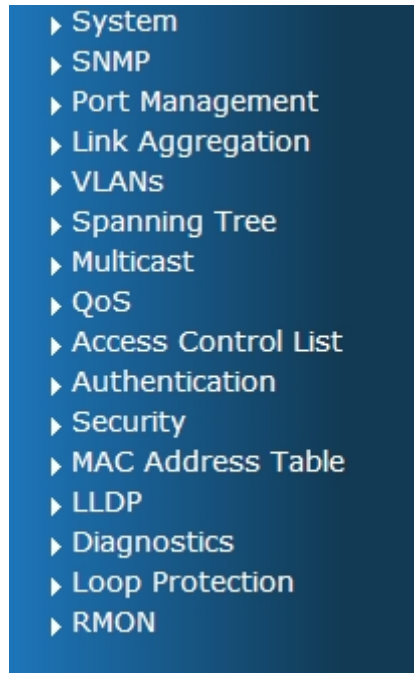 System
SNMP
Port Management
Link Aggregation
VLANs
Spanning Tree
Multicast
QoS
Access Control List
Authentication
Security
MAC Address Table
LLDP
Diagnostics
Loop Protection
RMON